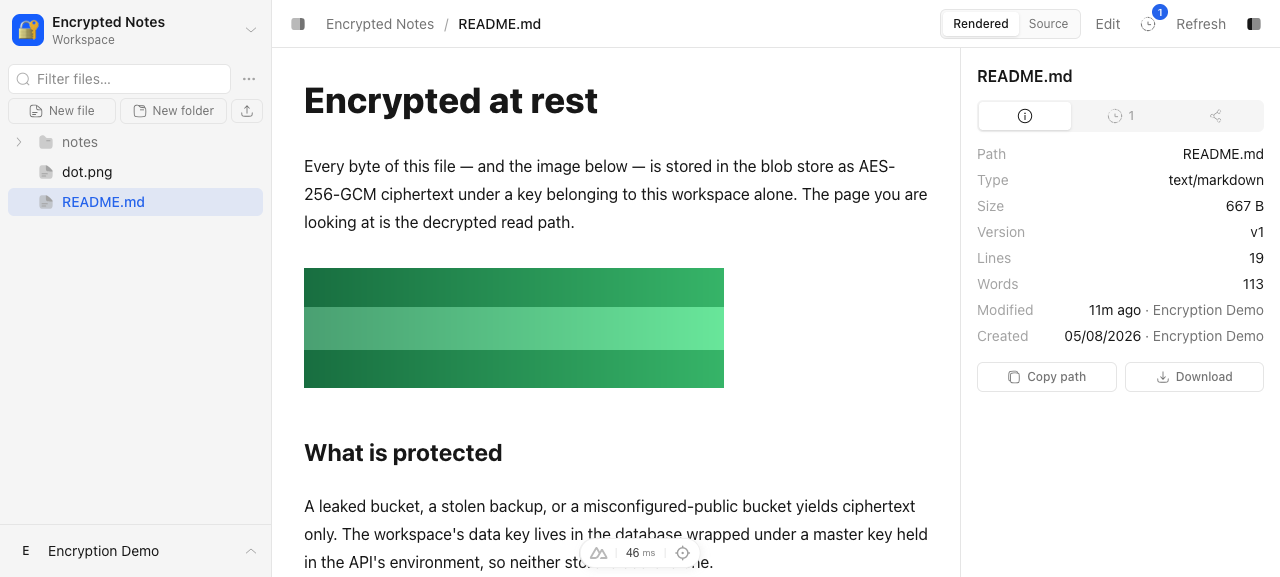 Encrypted Notes
Workspace
Filter files...
New file
New folder
notes
dot.png
README.md
E
Encryption Demo
Encrypted Notes / README.md
Rendered
Source
Edit
1
Refresh
Encrypted at rest
Every byte of this file — and the image below — is stored in the blob store as AES-
256-GCM ciphertext under a key belonging to this workspace alone. The page you are
looking at is the decrypted read path.
What is protected
A leaked bucket, a stolen backup, or a misconfigured-public bucket yields ciphertext
only. The workspace's data key lives in the database wrapped under a master key held
in the API's environment, so neither
46 ms
README.md
1
Path README.md
Type text/markdown
Size 667 B
Version v1
Lines 19
Words 113
Modified 11m ago · Encryption Demo
Created 05/08/2026 · Encryption Demo
Copy path
Download